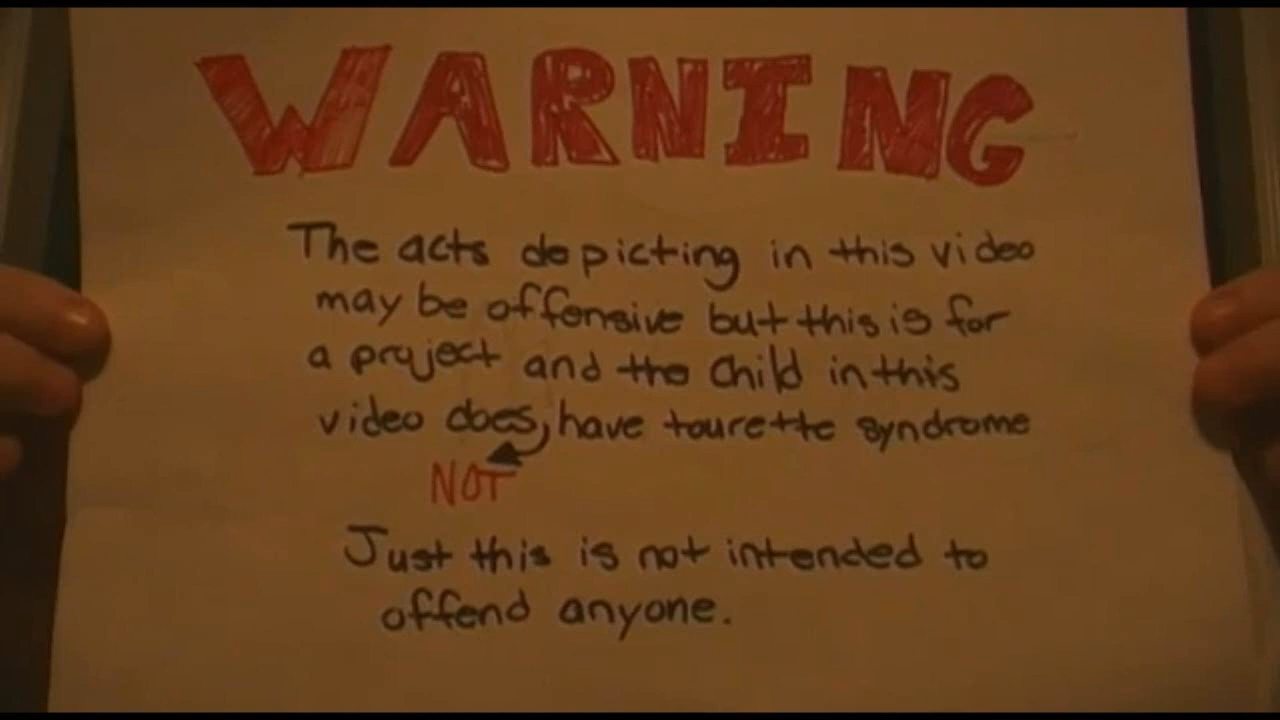 WARNING
The acts depicting in this video
may be offensive but this is for
a project and the child in this
video does, have tourette syndrome
NOT
Just this is not intended to
offend anyone.